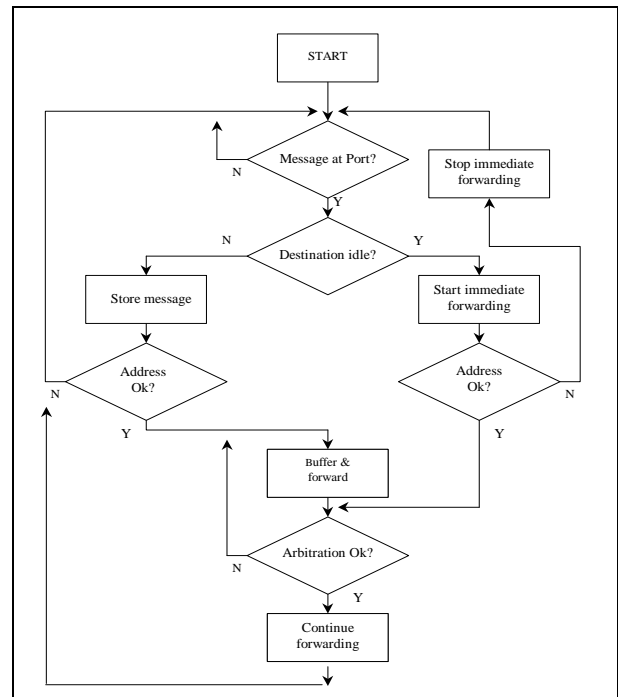 START
Message at Port?
N
Y
Stop immediate
forwarding
N
Destination idle?
Y
Store message
Start immediate
forwarding
Address
Ok?
N
Y
Address
Ok?
N
Y
Buffer &
forward
Arbitration Ok?
N
Y
Continue
forwarding